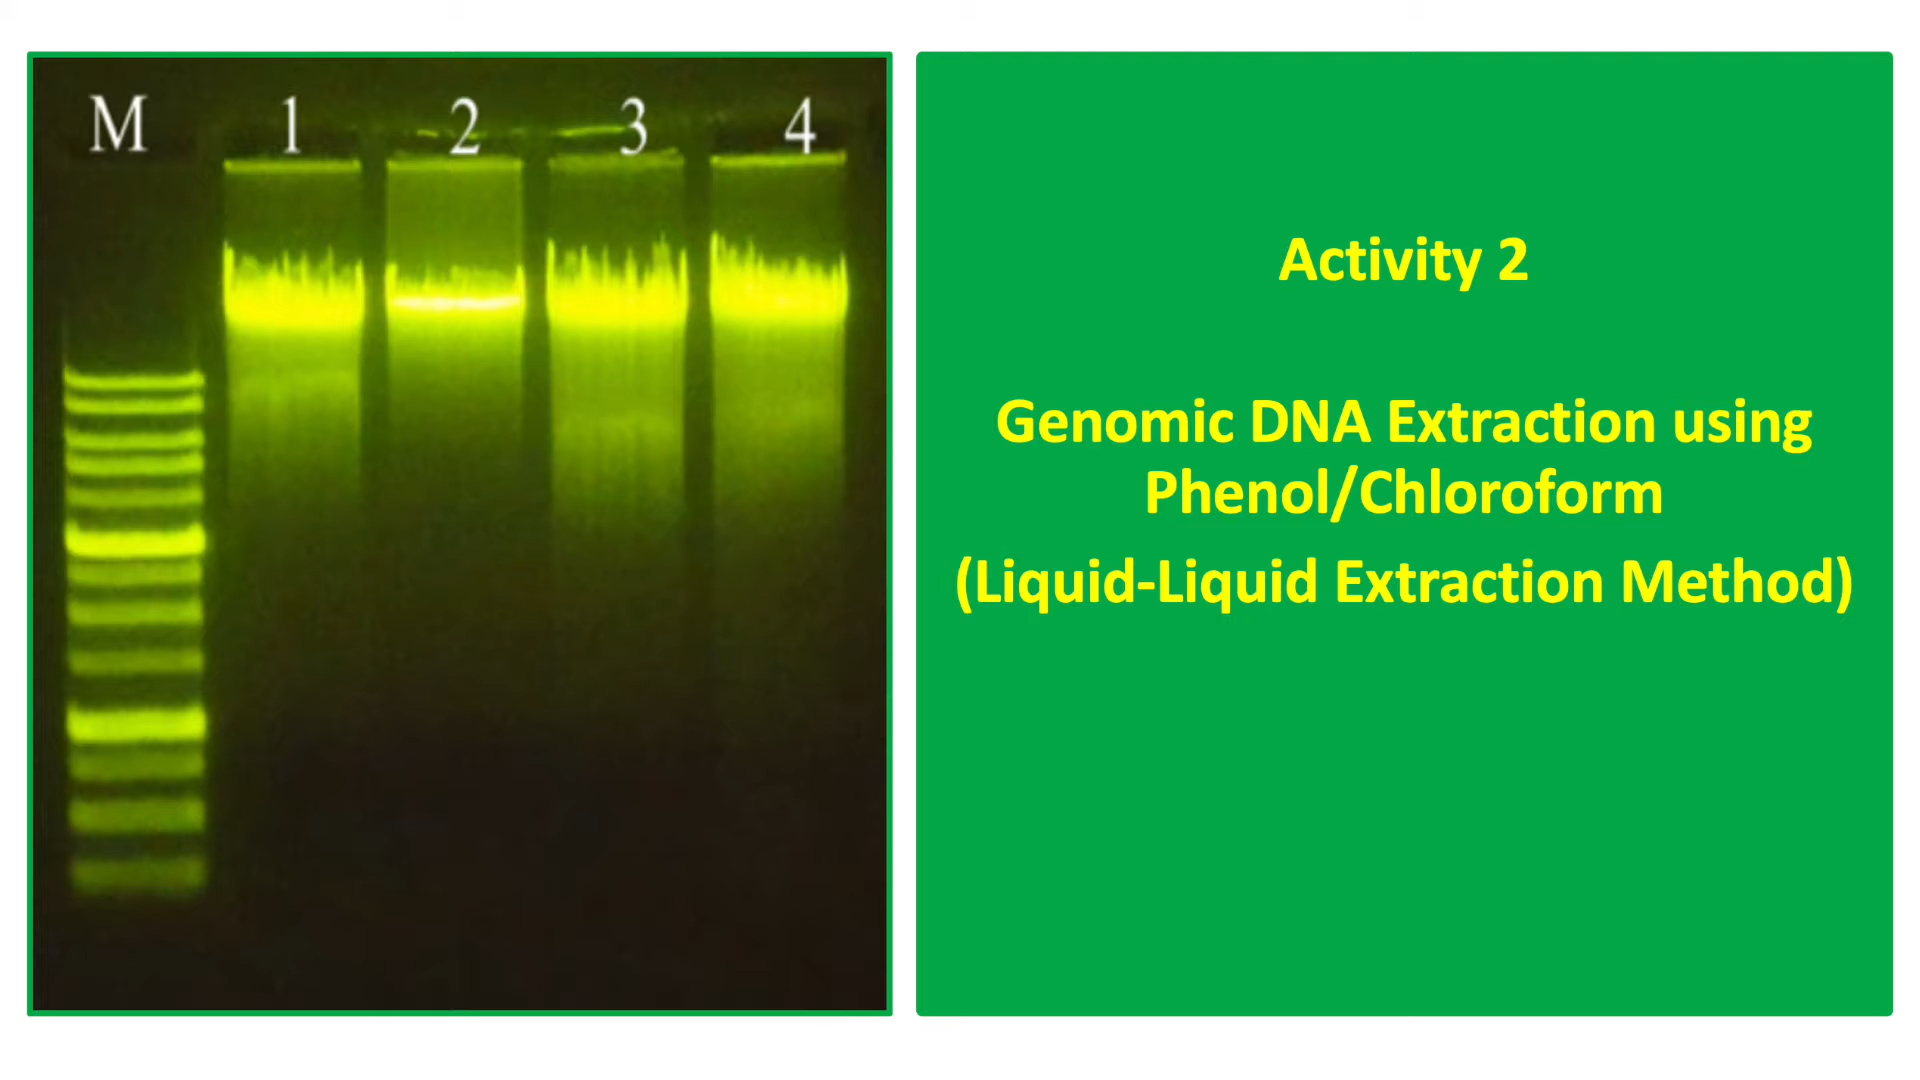 M 1 2 3 4
Activity 2
Genomic DNA Extraction using
Phenol/Chloroform
(Liquid-Liquid Extraction Method)